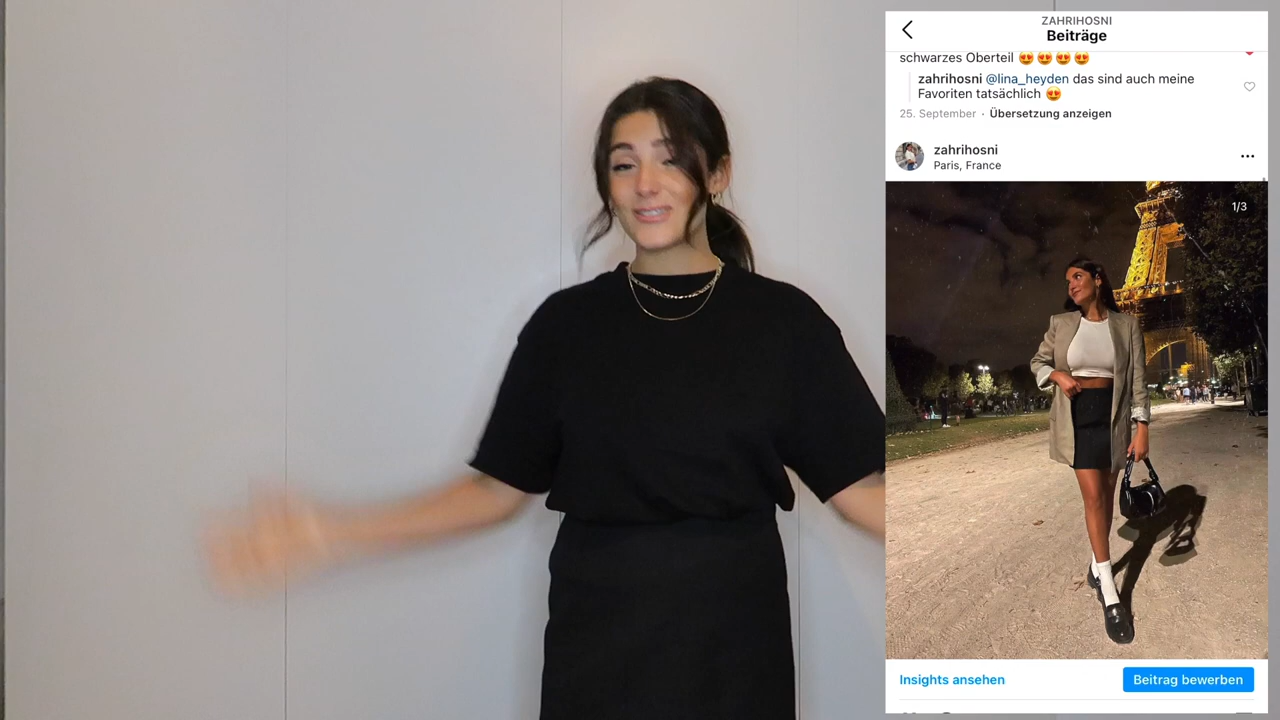 ZAHRIHOSNI
Beiträge
schwarzes Oberteil 😍😍😍😍
zahrihosni @lina_heyden das sind auch meine
Favoriten tatsächlich 😍
25. September · Übersetzung anzeigen
zahrihosni
Paris, France
1/3
Insights ansehen
Beitrag bewerben